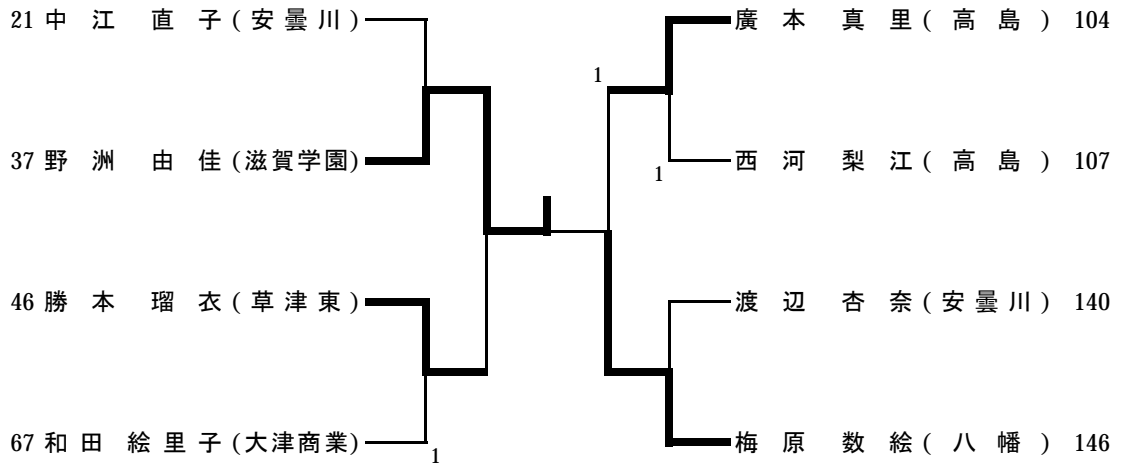 21 中江 直子 (安曇川)
37 野洲 由佳 (滋賀学園)
46 勝本 瑠衣 (草津東)
67 和田 絵里子 (大津商業)
1
1
1
廣本 真里 (高島) 104
西河 梨江 (高島) 107
渡辺 杏奈 (安曇川) 140
梅原 数絵 (八幡) 146